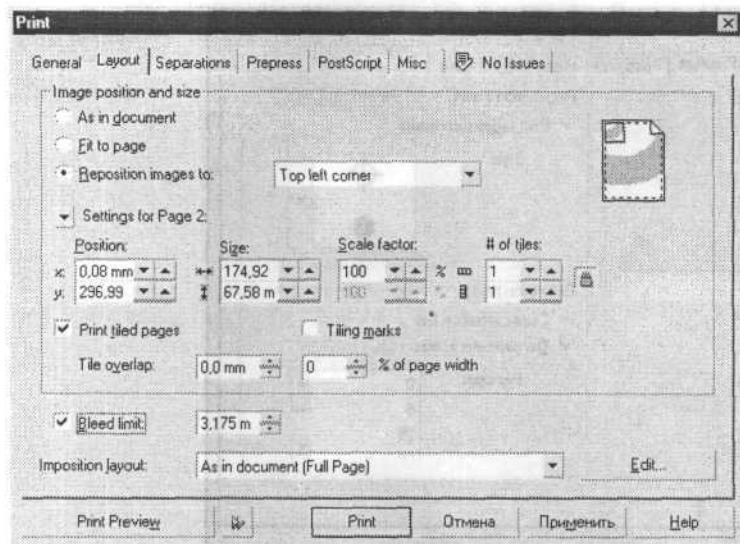 Print
General Layout Separations Prepress PostScript Misc No Issues
Image position and size
As in document
Fit to page
Reposition images to: Top left corner
Settings for Page 2:
Position: Size: Scale factor: # of tiles:
x: 0,08 mm 174,92 100 % 1
y: 296,99 67,58 m 100 % 1
Print tiled pages Tiling marks
Tile overlap: 0,0 mm 0 % of page width
Bleed limit: 3,175 m
Imposition layout: As in document (Full Page) Edit...
Print Preview Print Отмена Применить Help